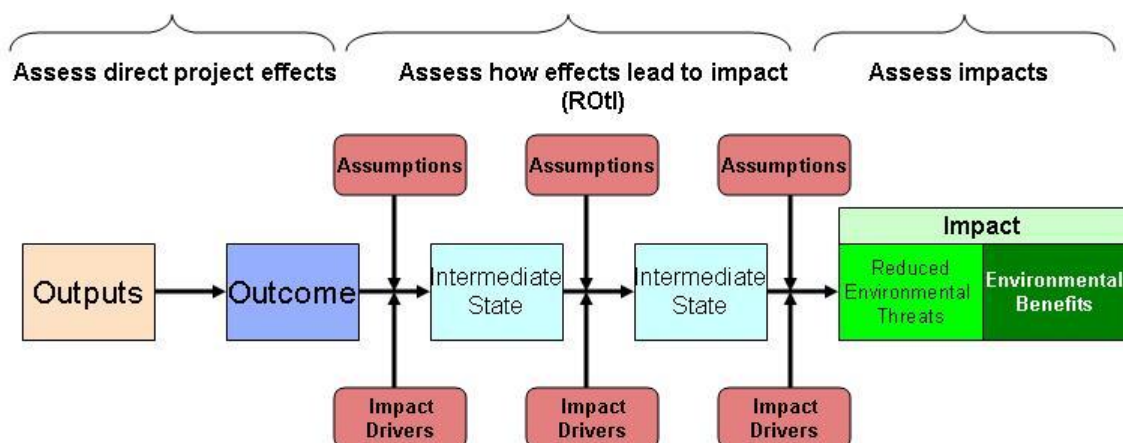 Assess direct project effects
Assess how effects lead to impact
(ROtI)
Assess impacts
Assumptions
Assumptions
Assumptions
Outputs
Outcome
Intermediate
State
Intermediate
State
Impact
Reduced
Environmental
Threats
Environmental
Benefits
Impact
Drivers
Impact
Drivers
Impact
Drivers